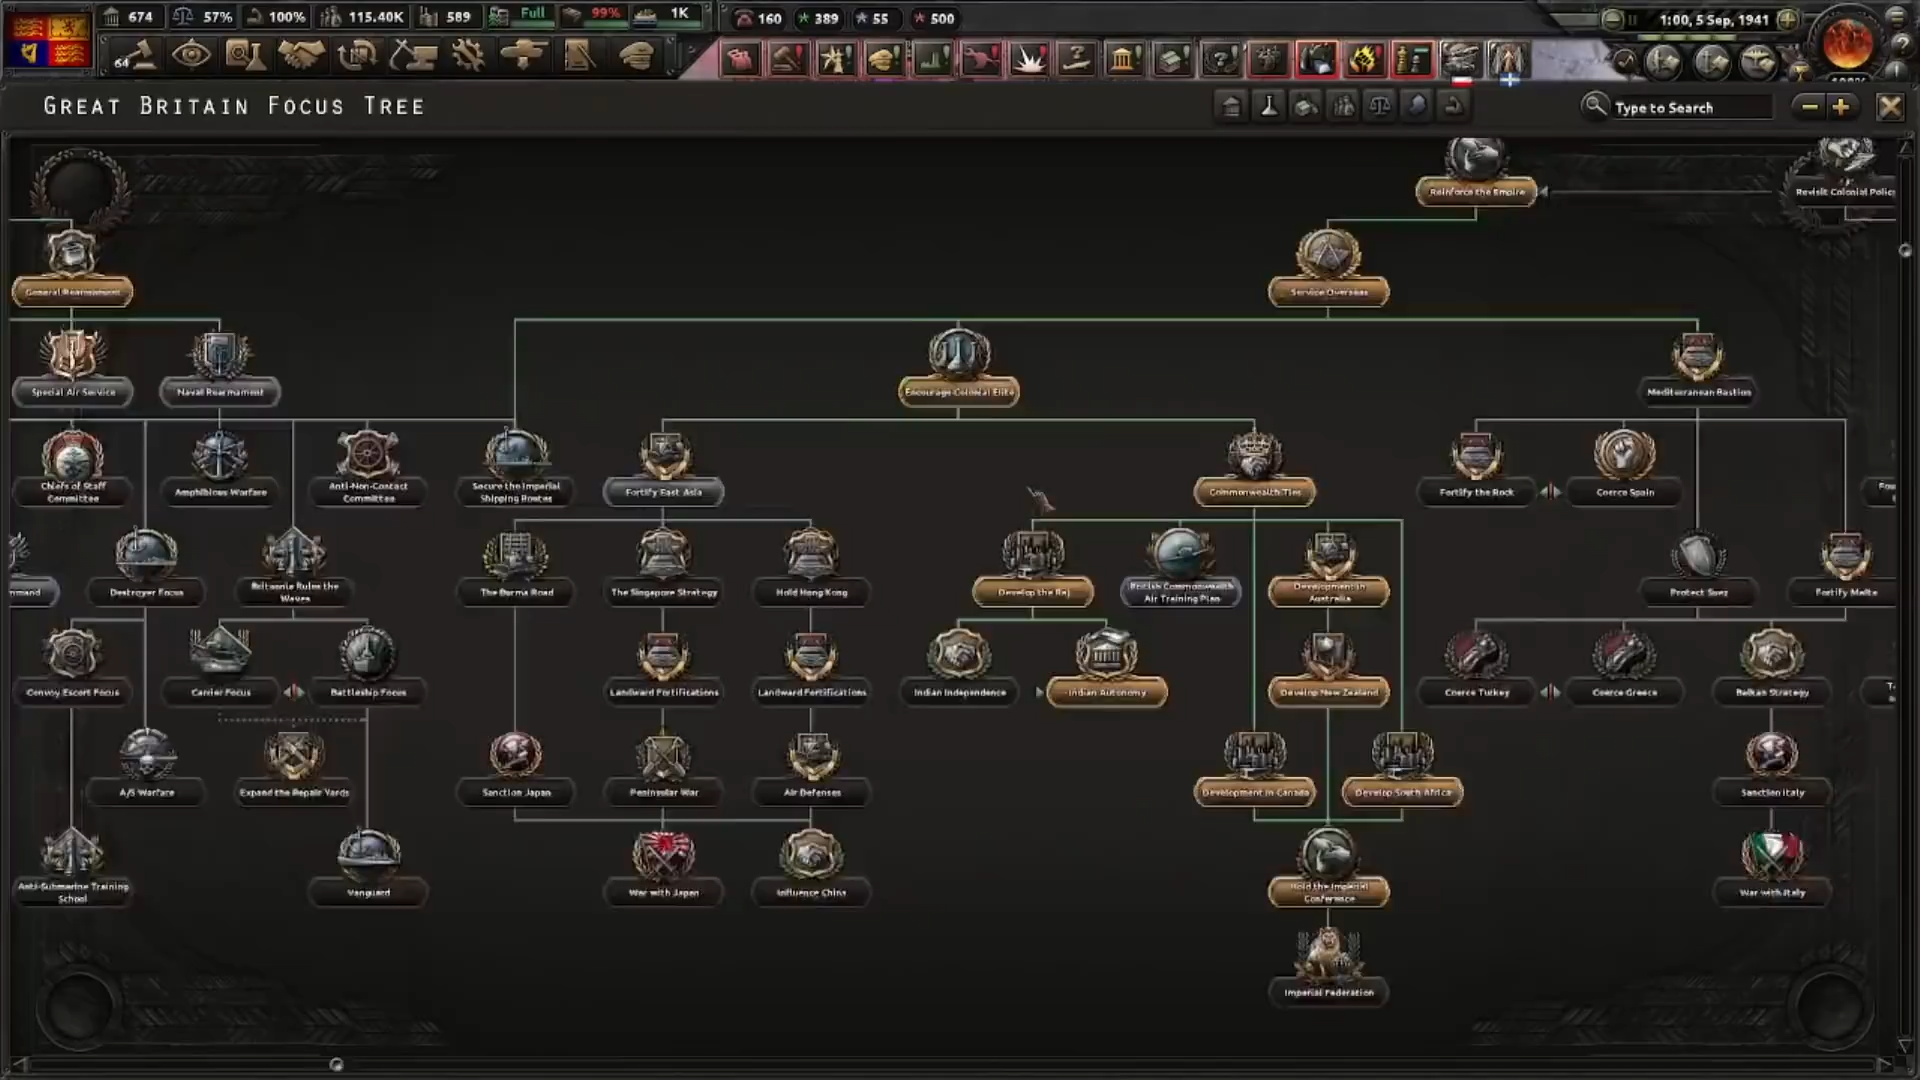 674
57%
100%
115.40K
589
Full
99%
1K
160
389
55
500
1:00, 5 Sep, 1941
64
Great Britain Focus Tree
Type to Search
Reinforce the Empire
Revisit Colonial Policy
General Rearmament
Service Overseas
Special Air Service
Naval Rearmament
Encourage Colonial Elite
Mediterranean Bastion
Chiefs of Staff
Committee
Amphibious Warfare
Anti-Non-Contact
Committee
Secure the Imperial
Shipping Routes
Fortify East Asia
Commonwealth Ties
Fortify the Rock
Coerce Spain
mmand
Destroyer Focus
Britannia Rules the
Waves
The Burma Road
The Singapore Strategy
Hold Hong Kong
Develop the Raj
British Commonwealth
Air Training Plan
Development in
Australia
Protect Suez
Fortify Malta
Convoy Escort Focus
Carrier Focus
Battleship Focus
Landward Fortifications
Landward Fortifications
Indian Independence
Indian Autonomy
Develop New Zealand
Coerce Turkey
Coerce Greece
Balkan Strategy
A/S Warfare
Expand the Repair Yards
Sanction Japan
Peninsular War
Air Defenses
Development in Canada
Develop South Africa
Sanction Italy
Anti-Submarine Training
School
Vanguard
War with Japan
Influence China
Hold the Imperial
Conference
War with Italy
Imperial Federation